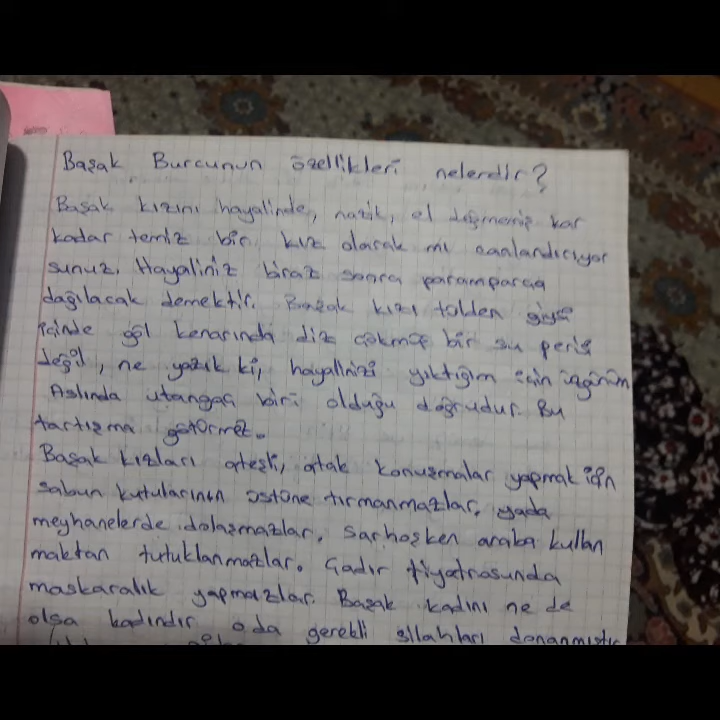 Başak Burcunun özellikleri nelerdir?
Başak kızını hayalinde, nazik, el değmemiş kar
kadar temiz bir kız olarak mı canlandırıyor
sunuz. Hayaliniz biraz sonra paramparça
dağılacak demektir. Başak kızı tülden giysi
içinde göl kenarında diz çökmüş bir su perisi
değil, ne yazık ki, hayalinizi yıktığım için üzgünüm
Aslında utangaç biri olduğu doğrudur. Bu
tartışma götürmez.
Başak kızları ateşli, atak konuşmalar yapmak için
sabun kutularının üstüne tırmanmazlar, yada
meyhanelerde dolaşmazlar. Sarhoşken araba kullan
maktan tutuklanmazlar. Çadır tiyatrosunda
maskaralık yapmazlar. Başak kadını ne de
olsa kadındır oda gerekli silahları donanmıştır